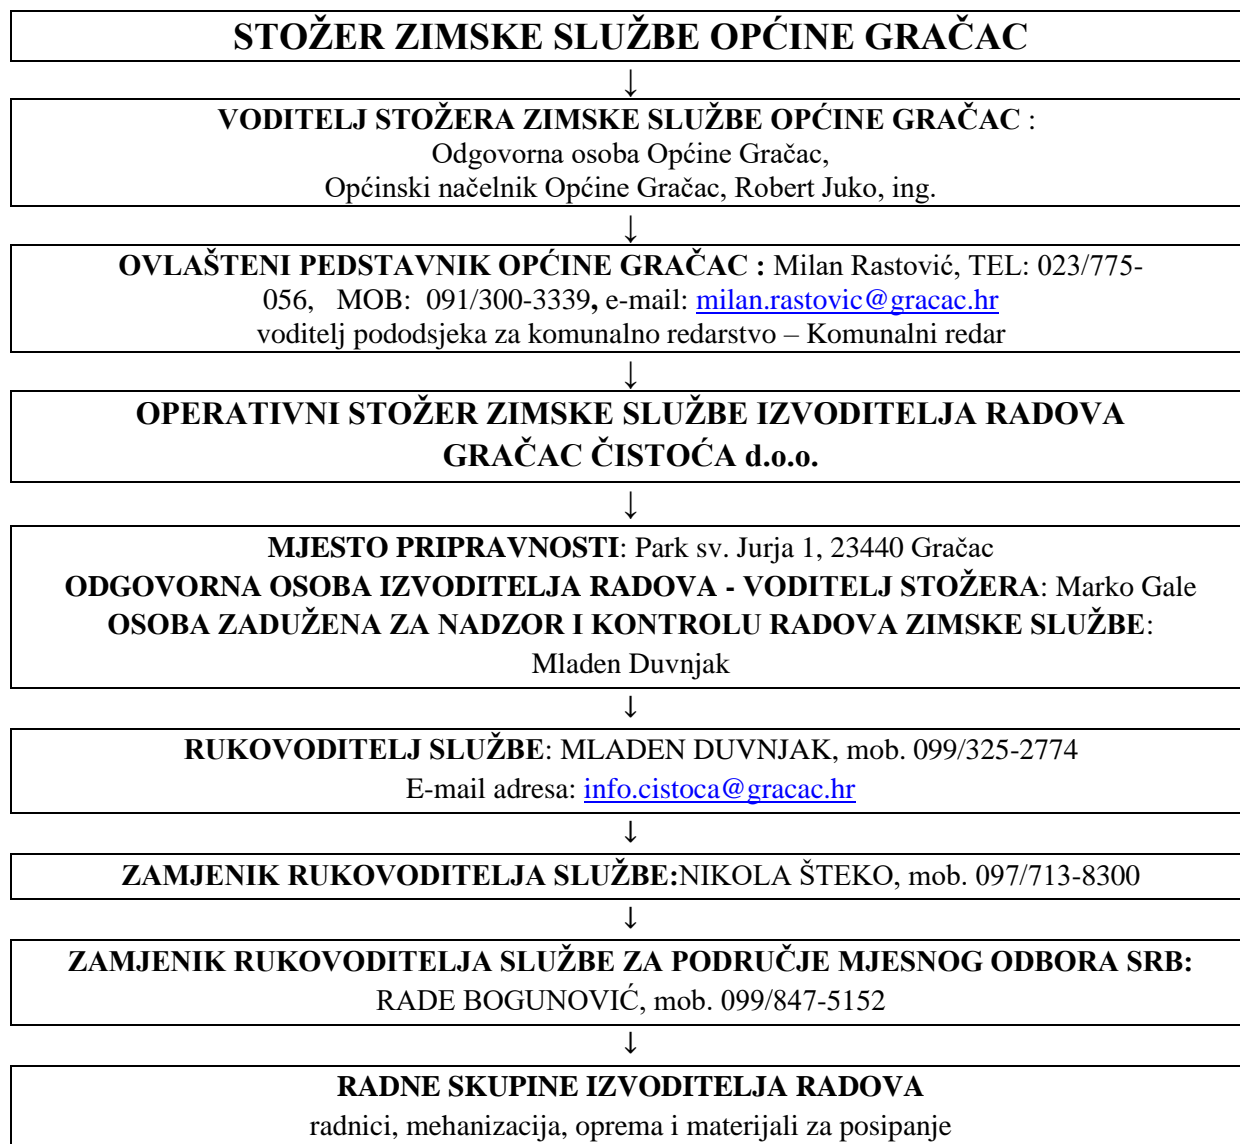 STOŽER ZIMSKE SLUŽBE OPĆINE GRAČAC
↓
VODITELJ STOŽERA ZIMSKE SLUŽBE OPĆINE GRAČAC :
Odgovorna osoba Općine Gračac,
Općinski načelnik Općine Gračac, Robert Juko, ing.
↓
OVLAŠTENI PEDSTAVNIK OPĆINE GRAČAC : Milan Rastović, TEL: 023/775-
056, MOB: 091/300-3339, e-mail: milan.rastovic@gracac.hr
voditelj pododsjeka za komunalno redarstvo – Komunalni redar
↓
OPERATIVNI STOŽER ZIMSKE SLUŽBE IZVODITELJA RADOVA
GRAČAC ČISTOĆA d.o.o.
↓
MJESTO PRIPRAVNOSTI: Park sv. Jurja 1, 23440 Gračac
ODGOVORNA OSOBA IZVODITELJA RADOVA - VODITELJ STOŽERA: Marko Gale
OSOBA ZADUŽENA ZA NADZOR I KONTROLU RADOVA ZIMSKE SLUŽBE:
Mladen Duvnjak
↓
RUKOVODITELJ SLUŽBE: MLADEN DUVNJAK, mob. 099/325-2774
E-mail adresa: info.cistoca@gracac.hr
↓
ZAMJENIK RUKOVODITELJA SLUŽBE:NIKOLA ŠTEKO, mob. 097/713-8300
↓
ZAMJENIK RUKOVODITELJA SLUŽBE ZA PODRUČJE MJESNOG ODBORA SRB:
RADE BOGUNOVIĆ, mob. 099/847-5152
↓
RADNE SKUPINE IZVODITELJA RADOVA
radnici, mehanizacija, oprema i materijali za posipanje